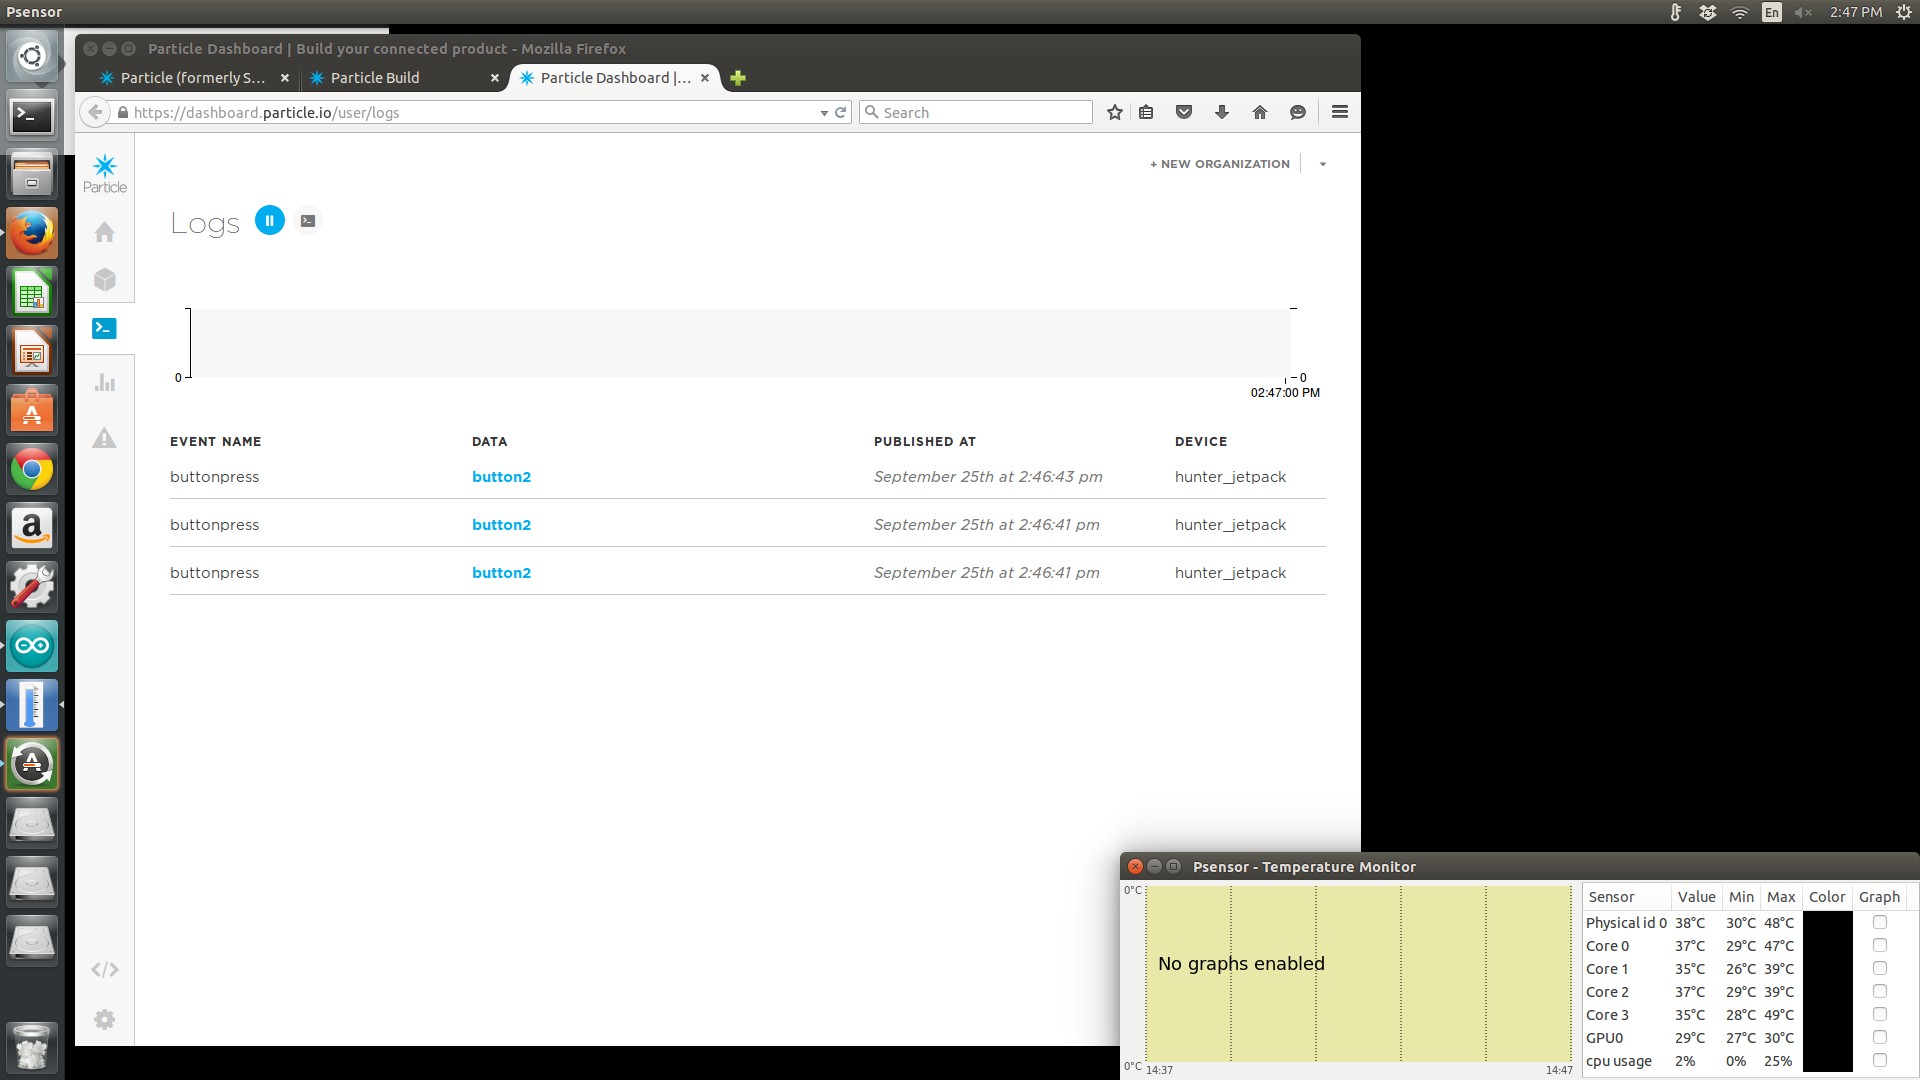 Psensor
En
2:47 PM
Particle Dashboard | Build your connected product - Mozilla Firefox
Particle (formerly S...
Particle Build
Particle Dashboard |...
https://dashboard.particle.io/user/logs
Search
Particle
+ NEW ORGANIZATION
Logs
0
0
02:47:00 PM
EVENT NAME DATA PUBLISHED AT DEVICE
buttonpress button2 September 25th at 2:46:43 pm hunter_jetpack
buttonpress button2 September 25th at 2:46:41 pm hunter_jetpack
buttonpress button2 September 25th at 2:46:41 pm hunter_jetpack
Psensor - Temperature Monitor
0°C
No graphs enabled
0°C
14:37
14:47
Sensor Value Min Max Color Graph
Physical id 0 38°C 30°C 48°C
Core 0 37°C 29°C 47°C
Core 1 35°C 26°C 39°C
Core 2 37°C 29°C 39°C
Core 3 35°C 28°C 49°C
GPU0 29°C 27°C 30°C
cpu usage 2% 0% 25%